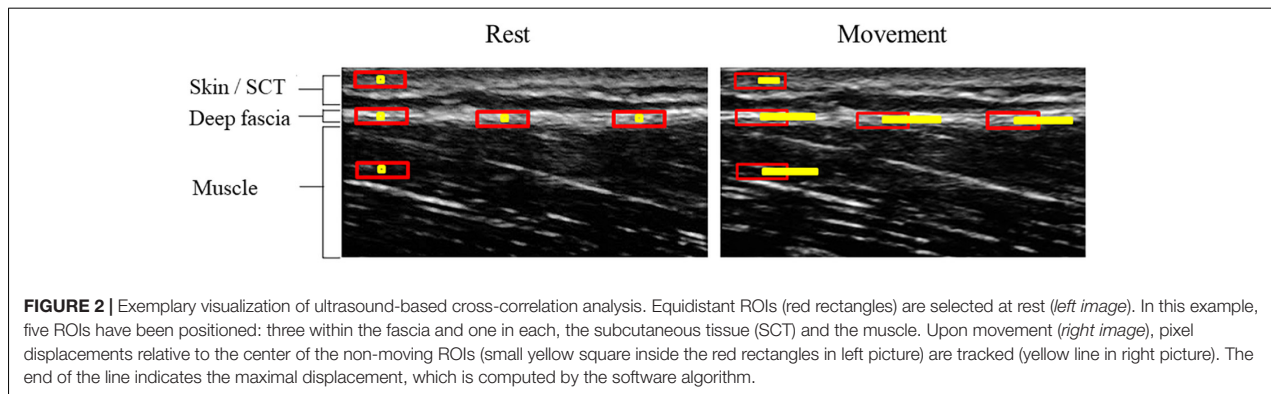 Rest
Movement
Skin / SCT
Deep fascia
Muscle
FIGURE 2 | Exemplary visualization of ultrasound-based cross-correlation analysis. Equidistant ROIs (red rectangles) are selected at rest (left image). In this example,
five ROIs have been positioned: three within the fascia and one in each, the subcutaneous tissue (SCT) and the muscle. Upon movement (right image), pixel
displacements relative to the center of the non-moving ROIs (small yellow square inside the red rectangles in left picture) are tracked (yellow line in right picture). The
end of the line indicates the maximal displacement, which is computed by the software algorithm.